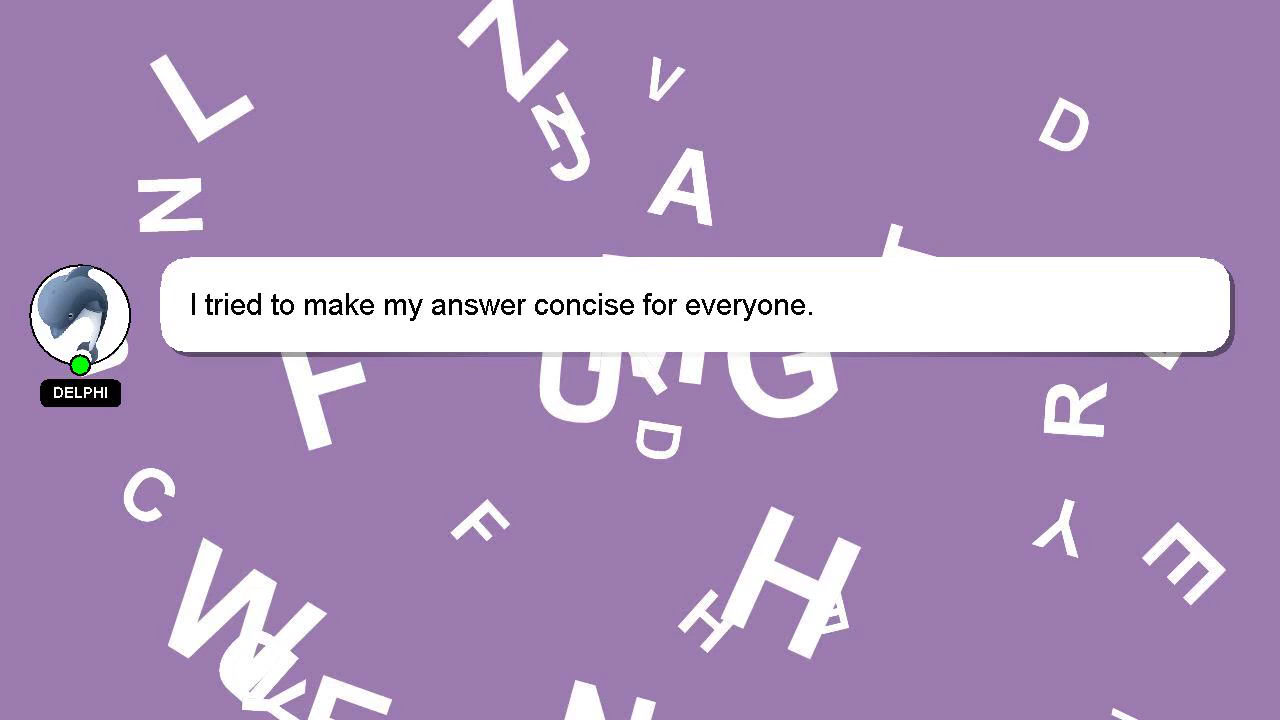 I tried to make my answer concise for everyone.
DELPHI
L
N
V
D
N
J
A
N
F
U
G
D
R
C
F
Y
E
H
W
H